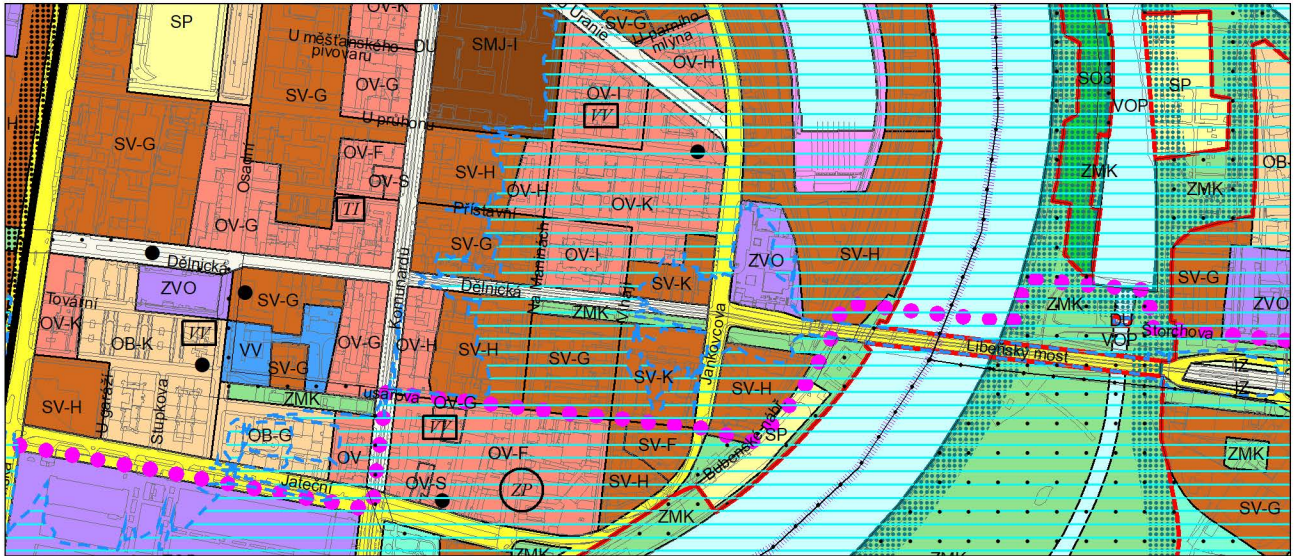 SP
OV-K
U měšťanského
pivovaru
DU
SMJ-I
U Uranie
SV-G
U parního
mlýna
OV-H
SO3
SP
VOP
OV-G
OV-I
VV
U průhonu
SV-G
SV-G
OV-F
OV-S
Osadní
SV-H
OV-H
OV-K
ZMK
ZMK
OB-
TI
Přístavní
OV-G
SV-G
OV-I
Na Maninách
SV-H
ZVO
SV-G
Dělnická
ZVO
SV-G
Komunardů
Dělnická
SV-K
V háji
ZMK
ZMK
ZVO
Tovární
OV-K
OB-K
VV
VV
SV-G
OV-G
OV-H
SV-H
SV-G
SV-K
Jankovcova
DU
VOP
Štorchova
Libeňský most
IZ
IZ
SV-H
SV-H
U garáží
Stupkova
ZMK
Tusarova
OV-G
VV
OB-G
OV
OV-F
OV-S
ZP
SV-F
SV-H
Bubenské nábř.
SP
ZMK
Jateční
ZMK
ZMK
ZMK
SV-G